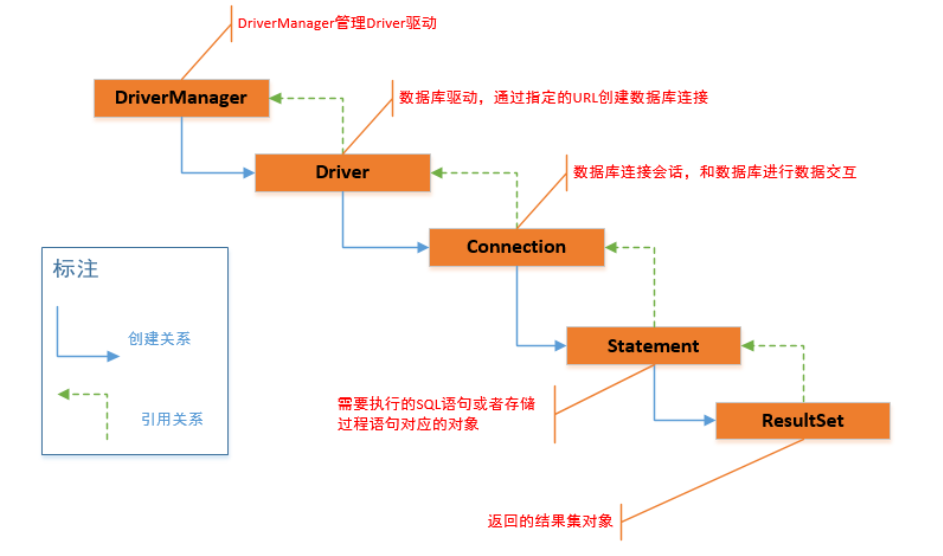 DriverManager管理Driver驱动
DriverManager
数据库驱动，通过指定的URL创建数据库连接
Driver
数据库连接会话，和数据库进行数据交互
Connection
标注
创建关系
引用关系
Statement
需要执行的SQL语句或者存储
过程语句对应的对象
ResultSet
返回的结果集对象